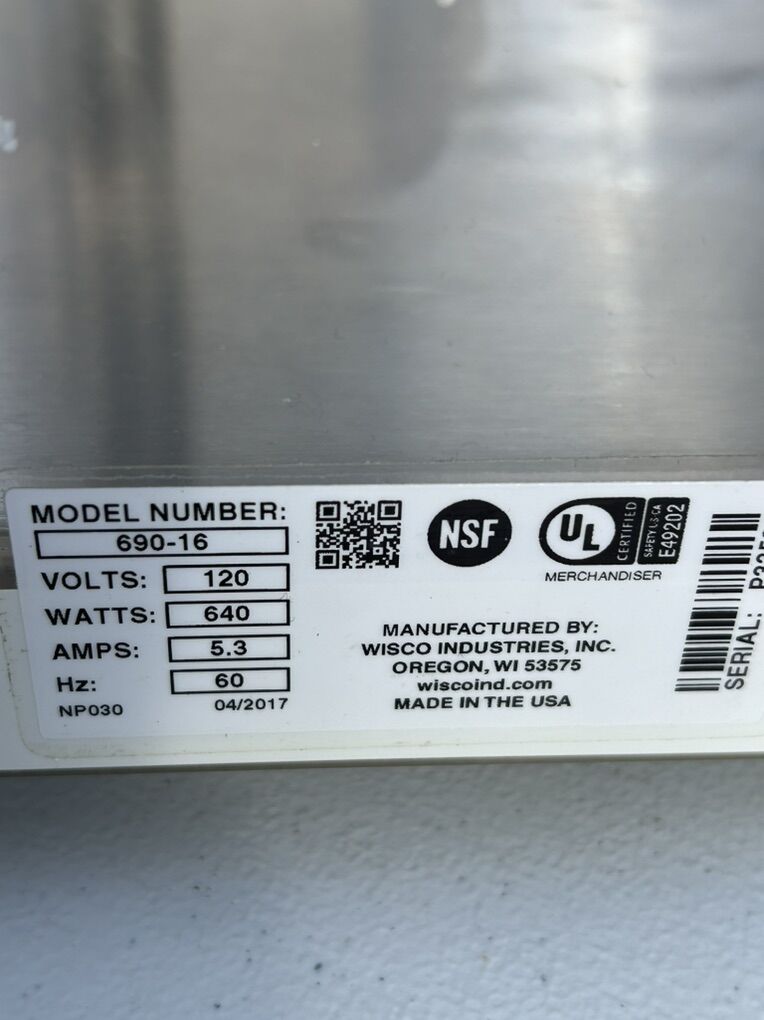 MODEL NUMBER:
690-16
VOLTS: 120
WATTS: 640
AMPS: 5.3
Hz: 60
NP030 04/2017
NSF
UL CERTIFIED
SAFETY US-CA
E49202
MERCHANDISER
MANUFACTURED BY:
WISCO INDUSTRIES, INC.
OREGON, WI 53575
wiscoind.com
MADE IN THE USA
SERIAL: